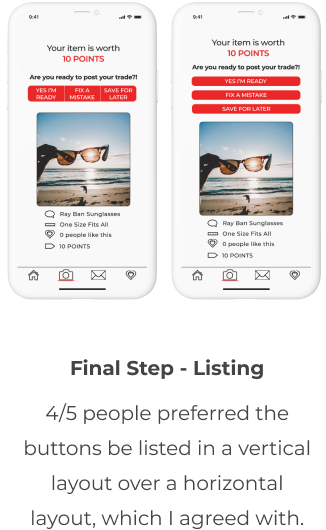 9:41
Your item is worth
10 POINTS
Are you ready to post your trade?!
YES I'M
READY
FIX A
MISTAKE
SAVE FOR
LATER
Ray Ban Sunglasses
One Size Fits All
0 people like this
10 POINTS
9:41
Your item is worth
10 POINTS
Are you ready to post your trade?!
YES I'M READY
FIX A MISTAKE
SAVE FOR LATER
Ray Ban Sunglasses
One Size Fits All
0 people like this
10 POINTS
Final Step - Listing
4/5 people preferred the
buttons be listed in a vertical
layout over a horizontal
layout, which I agreed with.